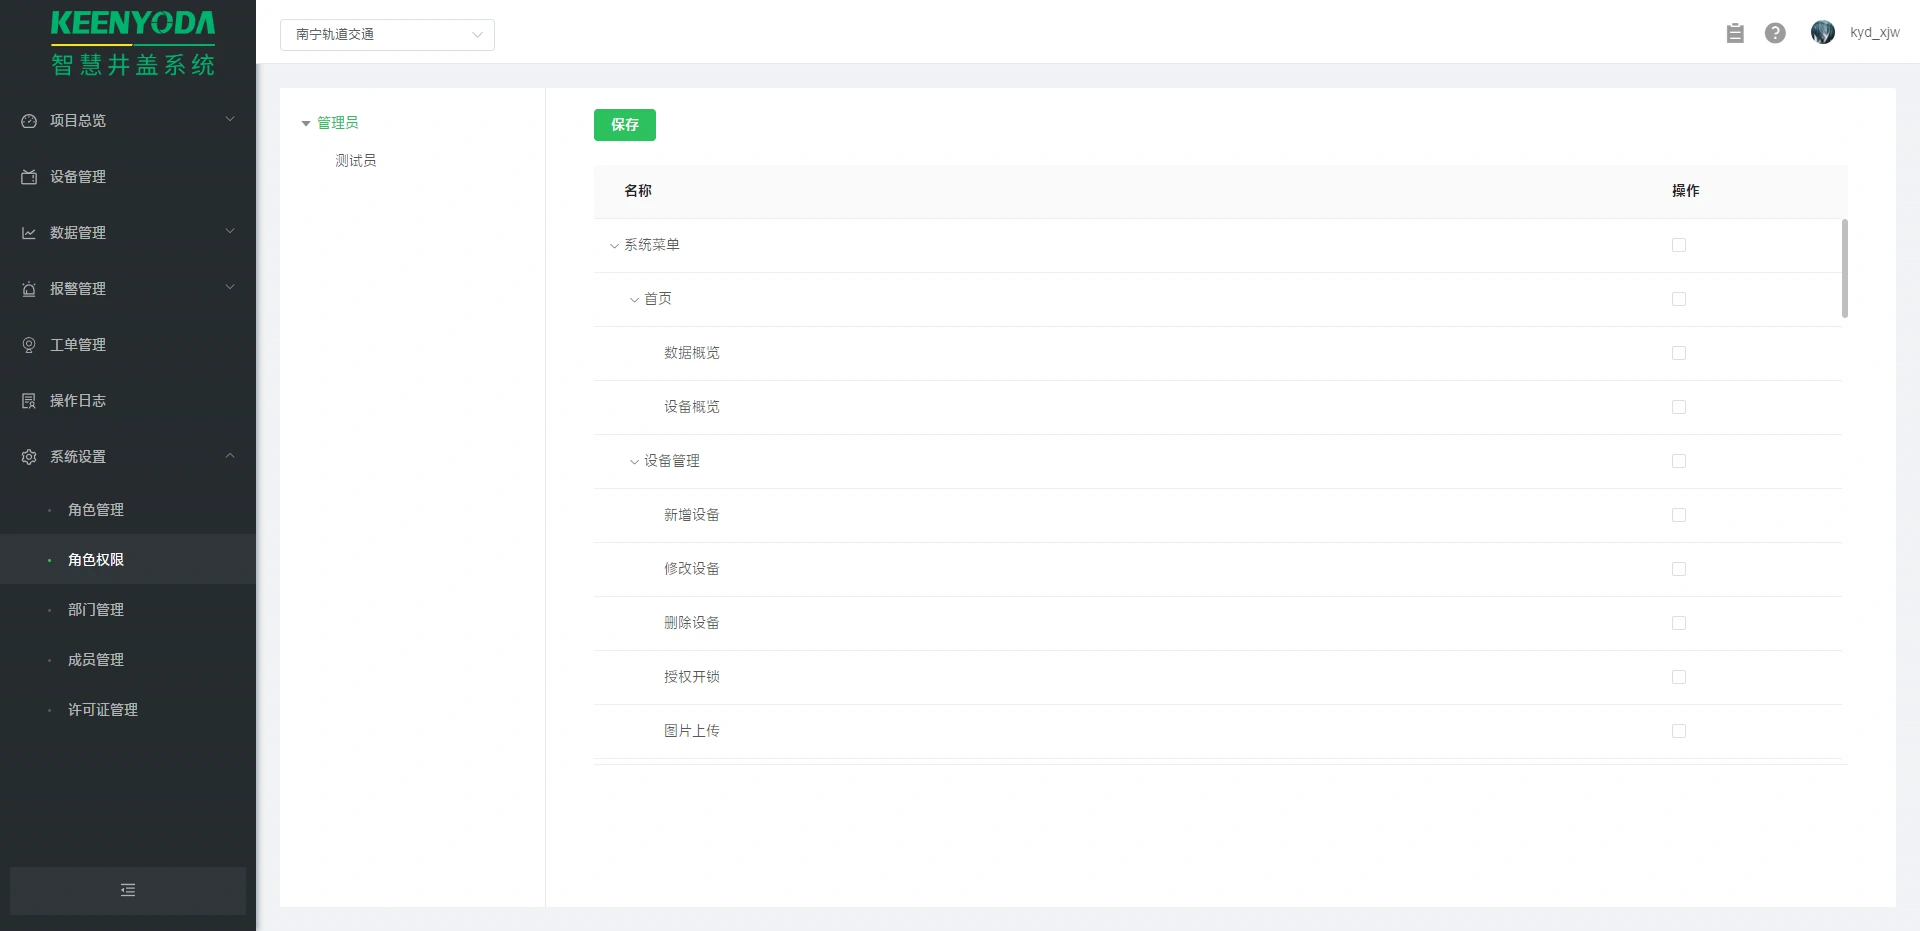 KEENYODA
智慧井盖系统
项目总览
设备管理
数据管理
报警管理
工单管理
操作日志
系统设置
角色管理
角色权限
部门管理
成员管理
许可证管理
南宁轨道交通
kyd_xjw
管理员
测试员
保存
名称 操作
系统菜单
首页
数据概览
设备概览
设备管理
新增设备
修改设备
删除设备
授权开锁
图片上传